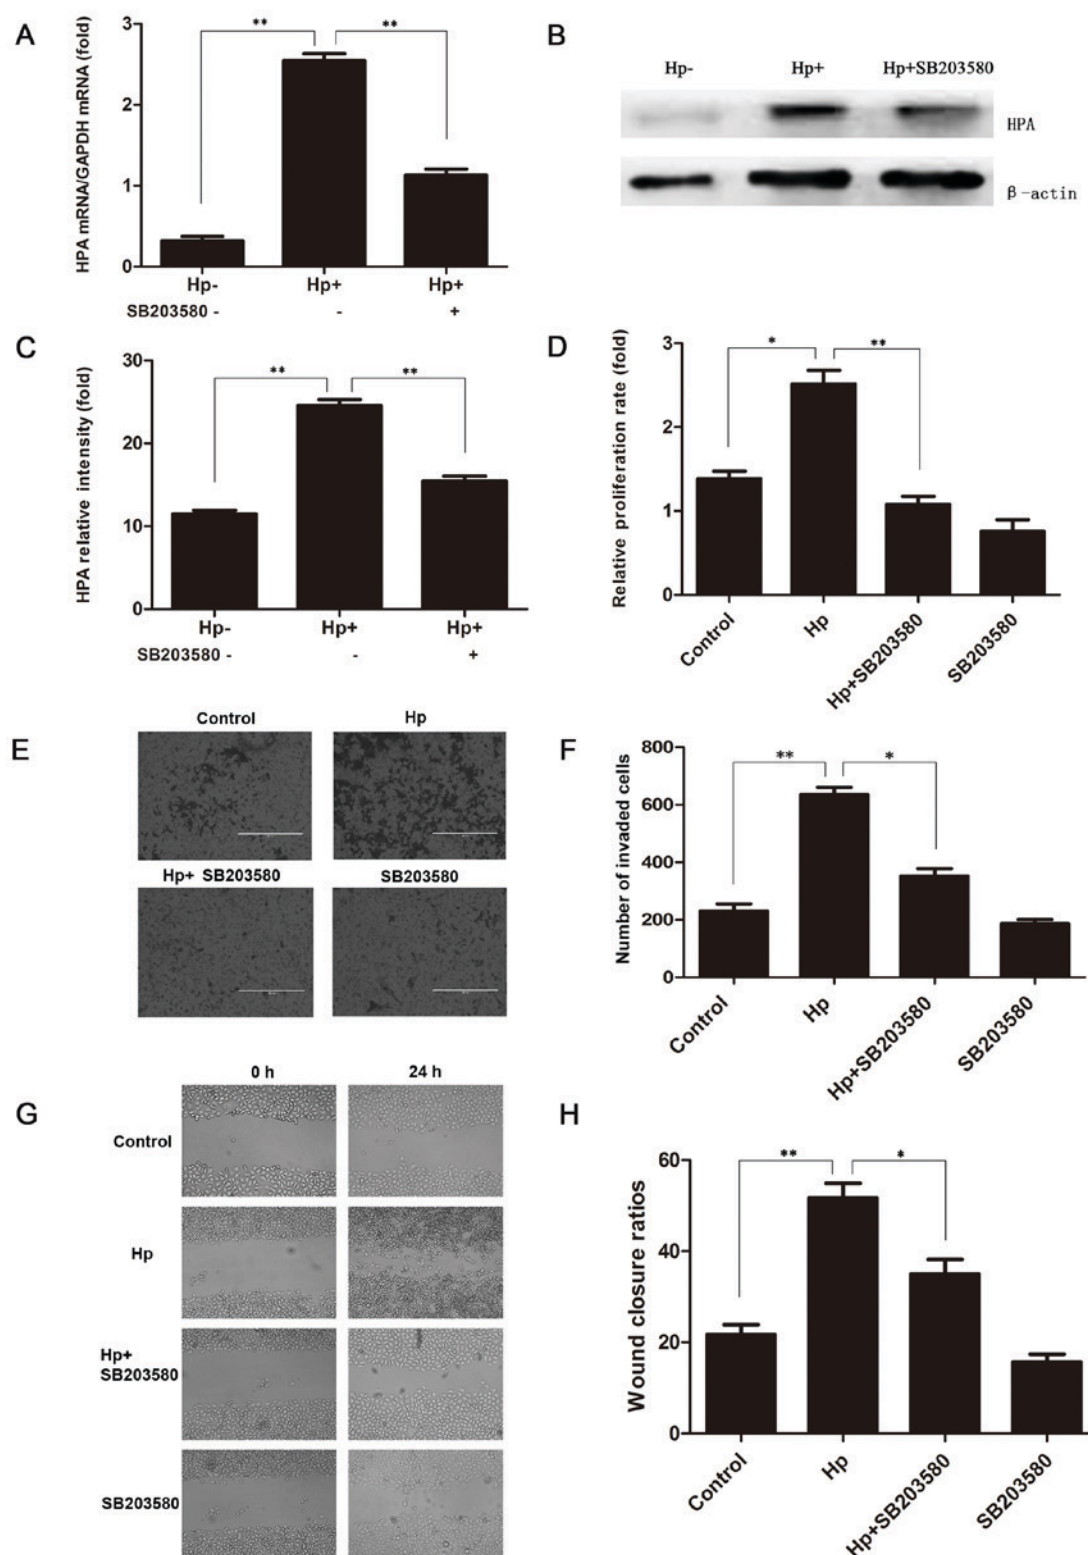 A
HPA mRNA/GAPDH mRNA (fold)
3
2
1
0
**
**
Hp-
Hp+
Hp+
SB203580 -
-
+
B
Hp-
Hp+
Hp+SB203580
HPA
β-actin
C
HPA relative intensity (fold)
30
20
10
0
**
**
Hp-
Hp+
Hp+
SB203580 -
-
+
D
Relative proliferation rate (fold)
3
2
1
0
*
**
Control
Hp
Hp+SB203580
SB203580
E
Control
Hp
Hp+ SB203580
SB203580
F
Number of invaded cells
800
600
400
200
0
**
*
Control
Hp
Hp+SB203580
SB203580
G
0 h
24 h
Control
Hp
Hp+
SB203580
SB203580
H
Wound closure ratios
60
40
20
0
**
*
Control
Hp
Hp+SB203580
SB203580